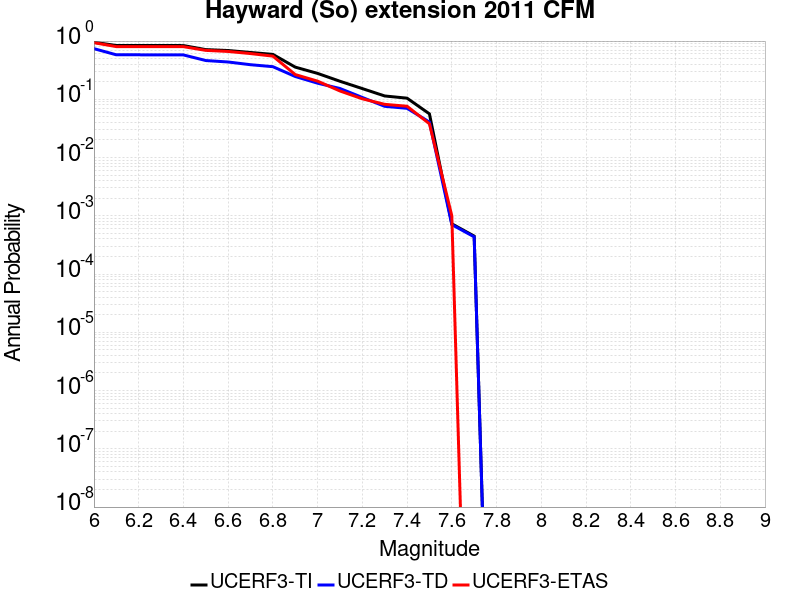 Hayward (So) extension 2011 CFM
10^0
10^-1
10^-2
10^-3
10^-4
10^-5
10^-6
10^-7
10^-8
Annual Probability
6 6.2 6.4 6.6 6.8 7 7.2 7.4 7.6 7.8 8 8.2 8.4 8.6 8.8 9
Magnitude
UCERF3-TI UCERF3-TD UCERF3-ETAS